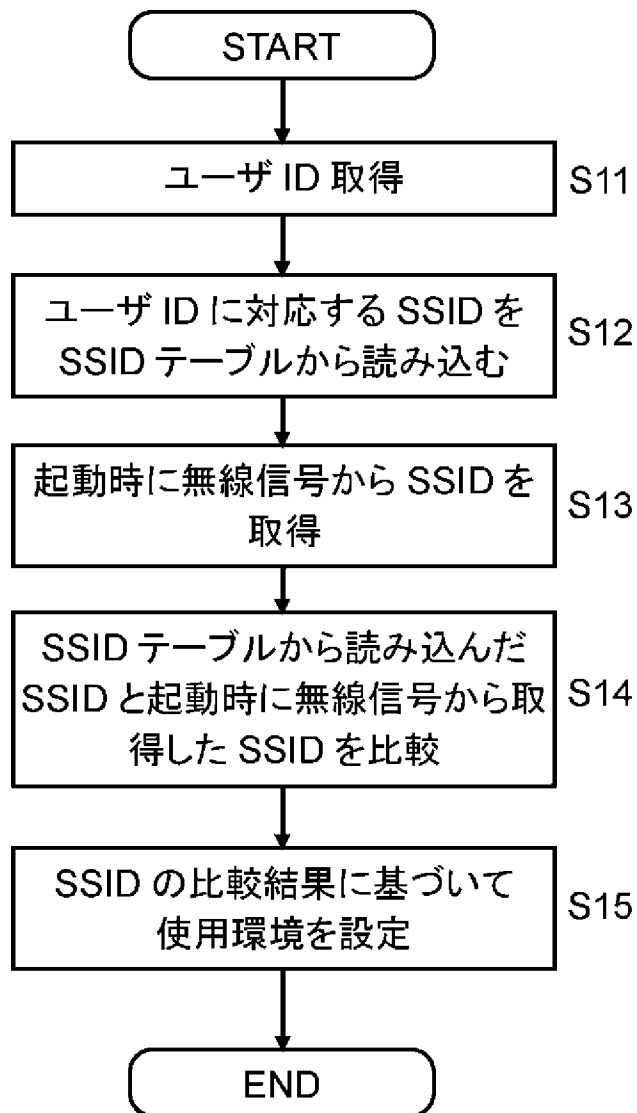 START
ユーザ ID 取得
S11
ユーザ ID に対応する SSID を
SSID テーブルから読み込む
S12
起動時に無線信号から SSID を
取得
S13
SSID テーブルから読み込んだ
SSID と起動時に無線信号から取
得した SSID を比較
S14
SSID の比較結果に基づいて
使用環境を設定
S15
END